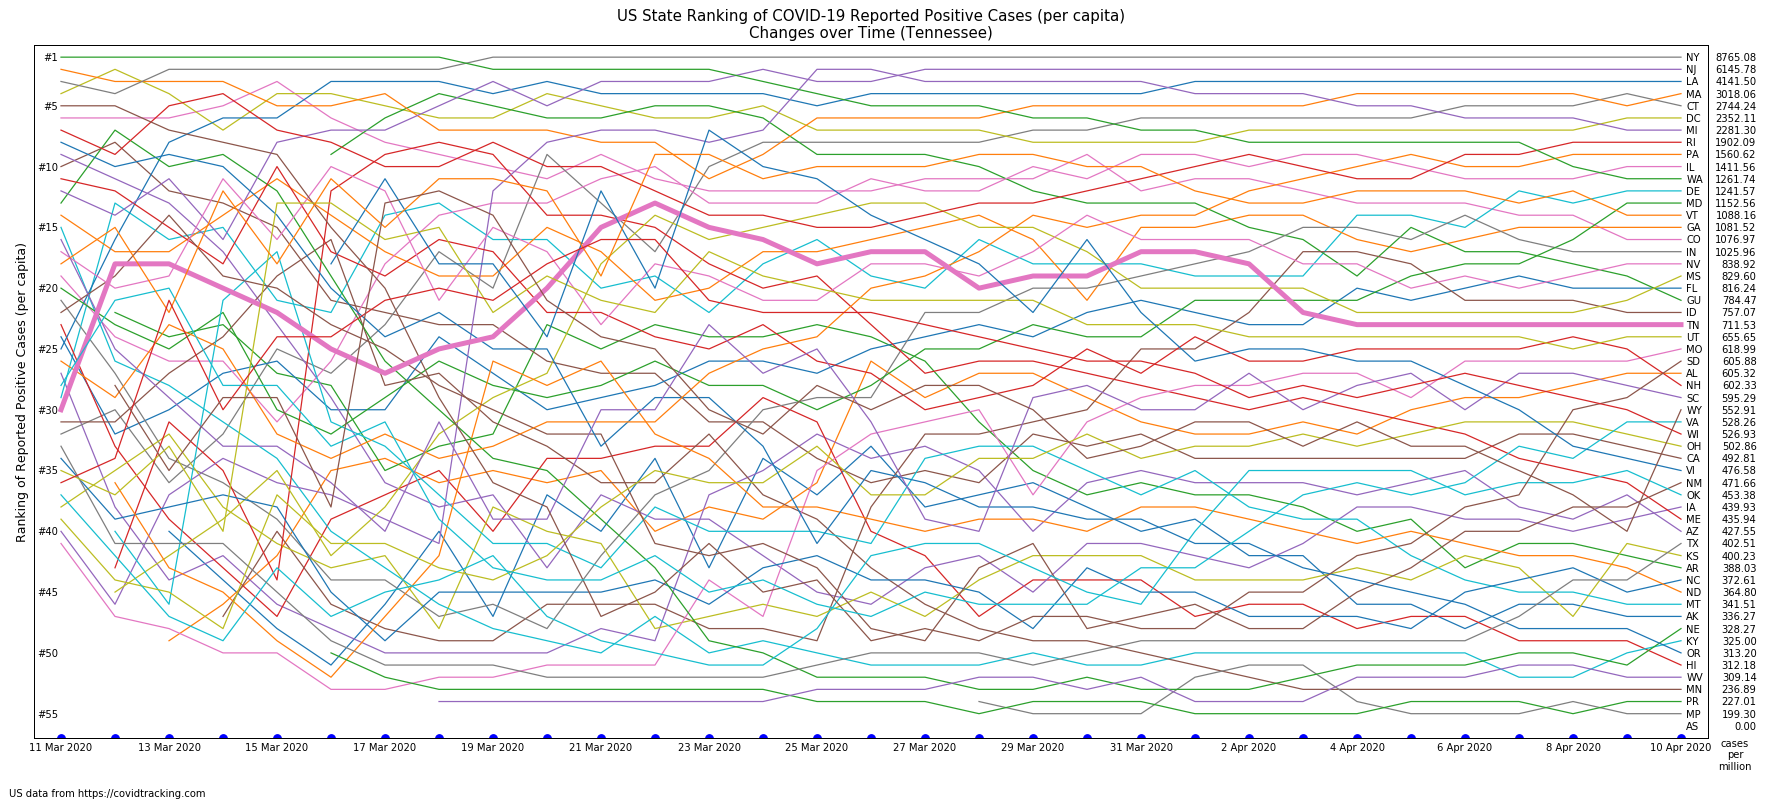 US State Ranking of COVID-19 Reported Positive Cases (per capita)
Changes over Time (Tennessee)
Ranking of Reported Positive Cases (per capita)
#1
#5
#10
#15
#20
#25
#30
#35
#40
#45
#50
#55
NY 8765.08
NJ 6145.78
LA 4141.50
MA 3018.06
CT 2744.24
DC 2352.11
MI 2281.30
RI 1902.09
PA 1560.62
IL 1411.56
WA 1261.74
DE 1241.57
MD 1152.56
VT 1088.16
GA 1081.52
CO 1076.97
IN 1025.96
NV 838.92
MS 829.60
FL 816.24
GU 784.47
ID 757.07
TN 711.53
UT 655.65
MO 618.99
SD 605.88
AL 605.32
NH 602.33
SC 595.29
WY 552.91
VA 528.26
WI 526.93
OH 502.86
CA 492.81
VI 476.58
NM 471.66
OK 453.38
IA 439.93
ME 435.94
AZ 427.55
TX 402.51
KS 400.23
AR 388.03
NC 372.61
ND 364.80
MT 341.51
AK 336.27
NE 328.27
KY 325.00
OR 313.20
HI 312.18
WV 309.14
MN 236.89
PR 227.01
MP 199.30
AS 0.00
11 Mar 2020 13 Mar 2020 15 Mar 2020 17 Mar 2020 19 Mar 2020 21 Mar 2020 23 Mar 2020 25 Mar 2020 27 Mar 2020 29 Mar 2020 31 Mar 2020 2 Apr 2020 4 Apr 2020 6 Apr 2020 8 Apr 2020 10 Apr 2020
cases
per
million
US data from https://covidtracking.com